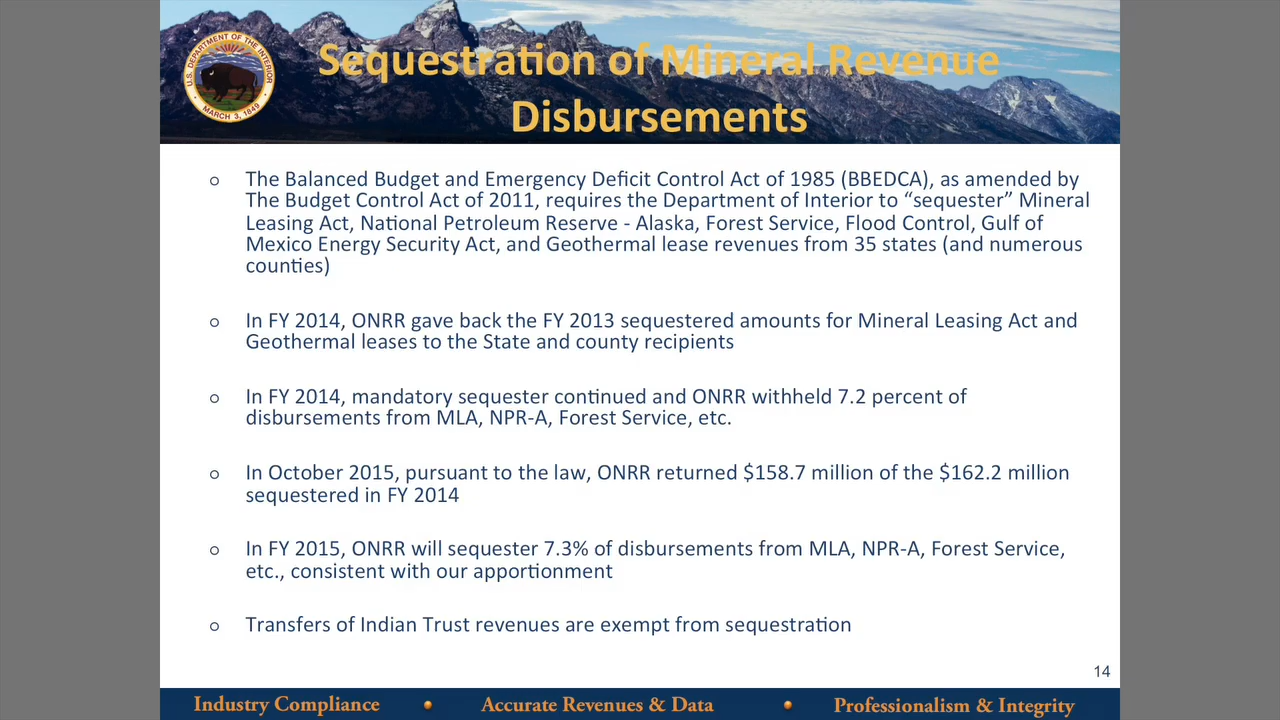 Sequestration of Mineral Revenue
Disbursements
U.S. DEPARTMENT OF THE INTERIOR
MARCH 3, 1849
○ The Balanced Budget and Emergency Deficit Control Act of 1985 (BBEDCA), as amended by
The Budget Control Act of 2011, requires the Department of Interior to “sequester” Mineral
Leasing Act, National Petroleum Reserve - Alaska, Forest Service, Flood Control, Gulf of
Mexico Energy Security Act, and Geothermal lease revenues from 35 states (and numerous
counties)
○ In FY 2014, ONRR gave back the FY 2013 sequestered amounts for Mineral Leasing Act and
Geothermal leases to the State and county recipients
○ In FY 2014, mandatory sequester continued and ONRR withheld 7.2 percent of
disbursements from MLA, NPR-A, Forest Service, etc.
○ In October 2015, pursuant to the law, ONRR returned $158.7 million of the $162.2 million
sequestered in FY 2014
○ In FY 2015, ONRR will sequester 7.3% of disbursements from MLA, NPR-A, Forest Service,
etc., consistent with our apportionment
○ Transfers of Indian Trust revenues are exempt from sequestration
14
Industry Compliance • Accurate Revenues & Data • Professionalism & Integrity